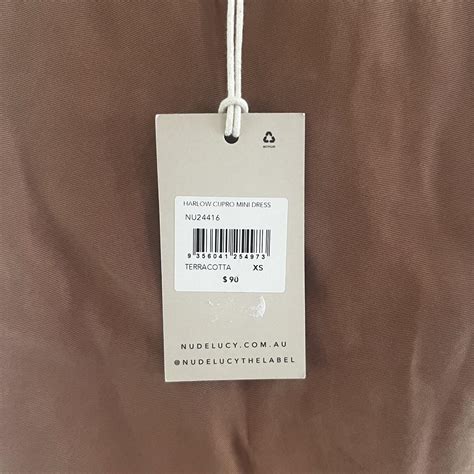 HARLOW CUPRO MINI DRESS
NU24416
9 356041 254973
TERRACOTTA XS
$ 90
NUDELUCY.COM.AU
@NUDELUCYTHELABEL